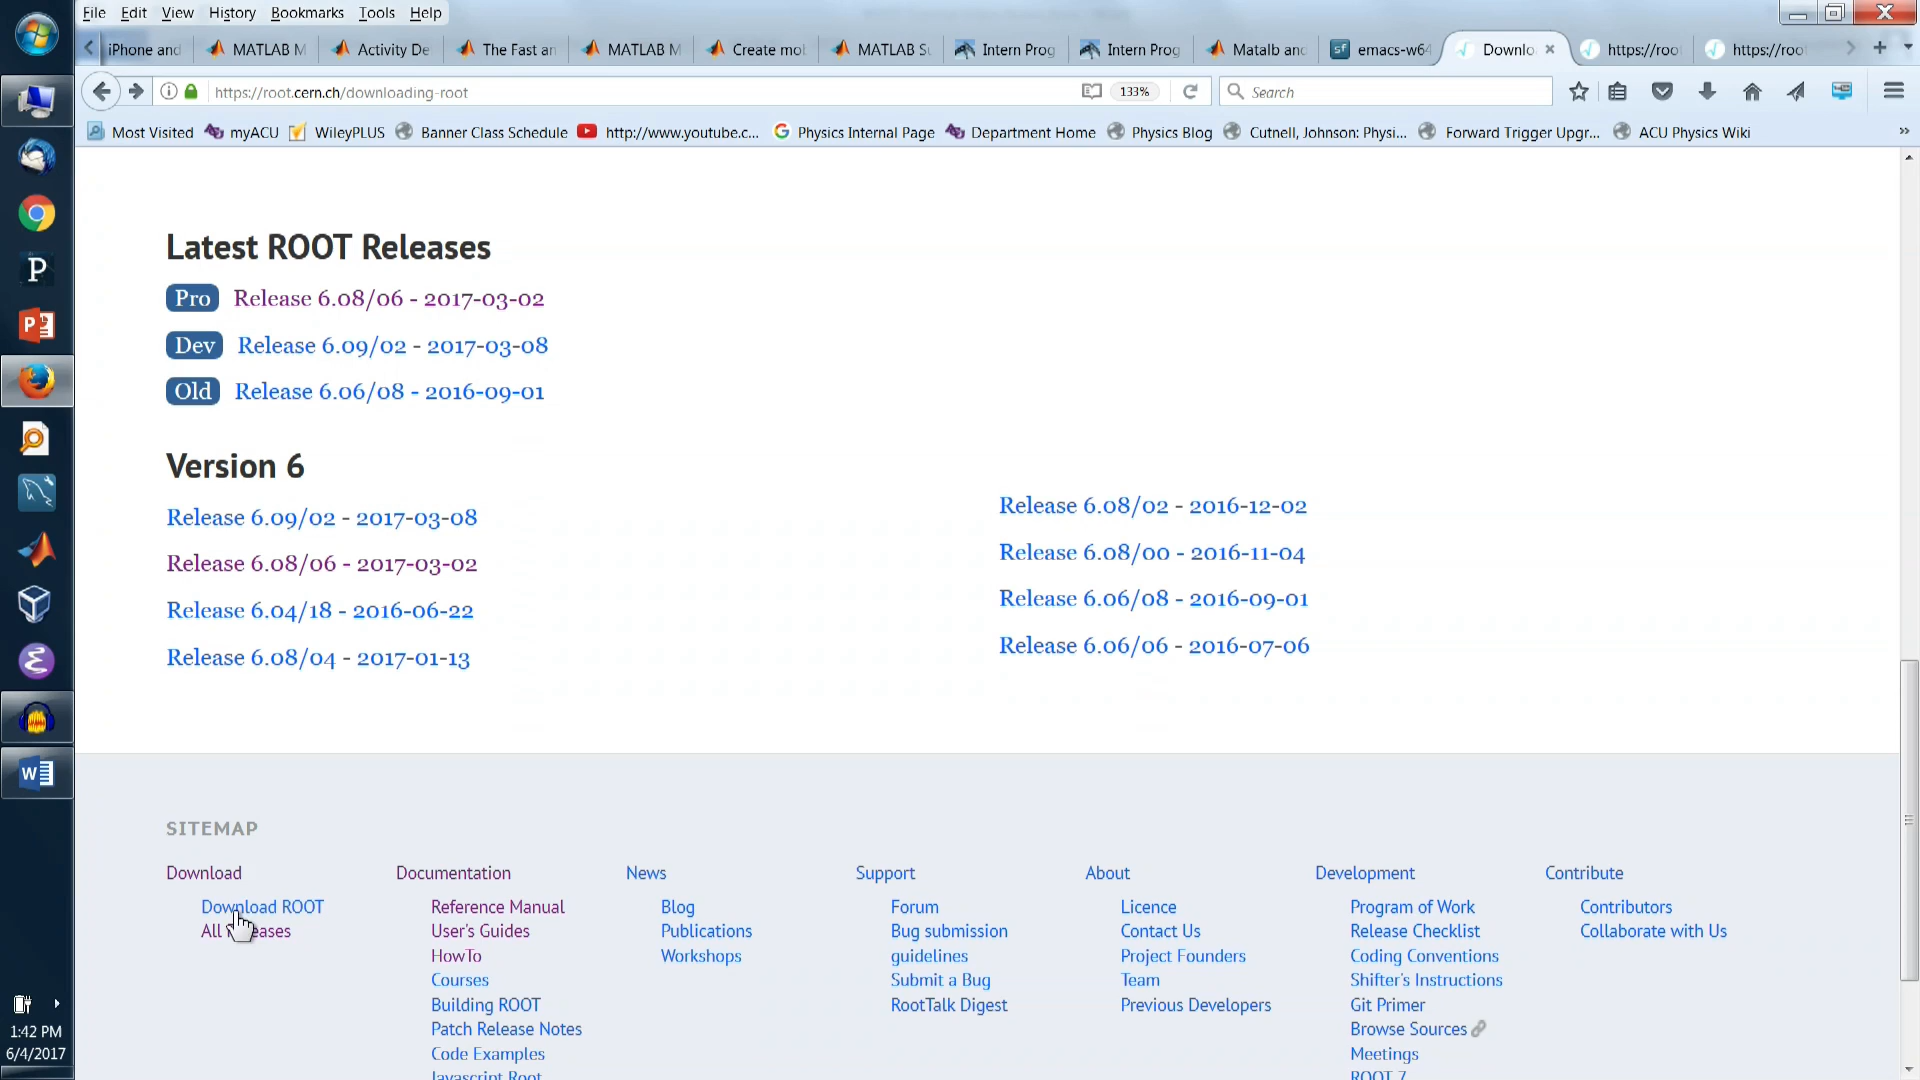 File Edit View History Bookmarks Tools Help
iPhone and MATLAB M Activity De The Fast an MATLAB M Create mo MATLAB Su Intern Prog Intern Prog Matalb and emacs-w64 Downlo https://roo https://roo
https://root.cern.ch/downloading-root 133% Search
Most Visited myACU WileyPLUS Banner Class Schedule http://www.youtube.c... Physics Internal Page Department Home Physics Blog Cutnell, Johnson: Physi... Forward Trigger Upgr... ACU Physics Wiki
Latest ROOT Releases
Pro Release 6.08/06 - 2017-03-02
Dev Release 6.09/02 - 2017-03-08
Old Release 6.06/08 - 2016-09-01
Version 6
Release 6.09/02 - 2017-03-08
Release 6.08/06 - 2017-03-02
Release 6.04/18 - 2016-06-22
Release 6.08/04 - 2017-01-13
Release 6.08/02 - 2016-12-02
Release 6.08/00 - 2016-11-04
Release 6.06/08 - 2016-09-01
Release 6.06/06 - 2016-07-06
SITEMAP
Download
Download ROOT
All Releases
Documentation
Reference Manual
User's Guides
HowTo
Courses
Building ROOT
Patch Release Notes
Code Examples
Javascript Root
News
Blog
Publications
Workshops
Support
Forum
Bug submission
guidelines
Submit a Bug
RootTalk Digest
About
Licence
Contact Us
Project Founders
Team
Previous Developers
Development
Program of Work
Release Checklist
Coding Conventions
Shifter's Instructions
Git Primer
Browse Sources
Meetings
ROOT 7
Contribute
Contributors
Collaborate with Us
1:42 PM
6/4/2017